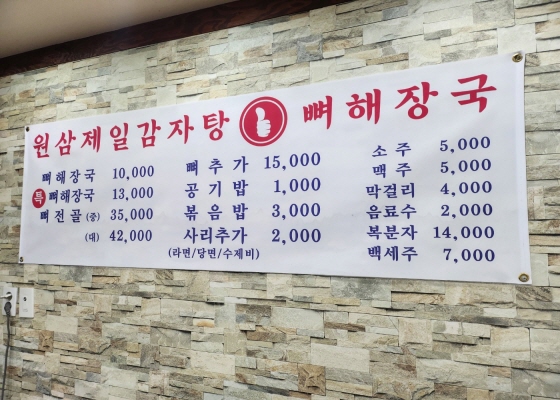 원삼제일감자탕 뼈해장국
뼈해장국 10,000
특 뼈해장국 13,000
뼈전골 (중) 35,000
(대) 42,000
뼈추가 15,000
공기밥 1,000
볶음밥 3,000
사리추가 2,000
(라면/당면/수제비)
소주 5,000
맥주 5,000
막걸리 4,000
음료수 2,000
복분자 14,000
백세주 7,000